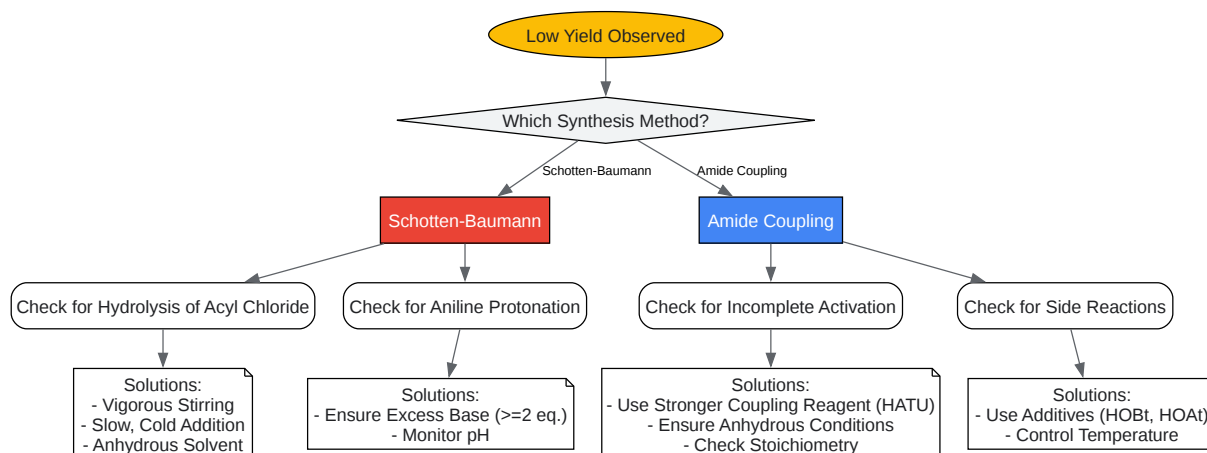 Low Yield Observed
Which Synthesis Method?
Schotten-Baumann
Amide Coupling
Schotten-Baumann
Amide Coupling
Check for Hydrolysis of Acyl Chloride
Check for Aniline Protonation
Check for Incomplete Activation
Check for Side Reactions
Solutions:
- Vigorous Stirring
- Slow, Cold Addition
- Anhydrous Solvent
Solutions:
- Ensure Excess Base (>=2 eq.)
- Monitor pH
Solutions:
- Use Stronger Coupling Reagent (HATU)
- Ensure Anhydrous Conditions
- Check Stoichiometry
Solutions:
- Use Additives (HOBt, HOAt)
- Control Temperature